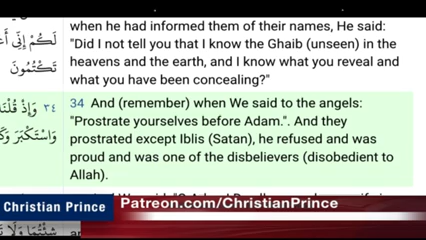 when he had informed them of their names, He said:
"Did I not tell you that I know the Ghaib (unseen) in the
heavens and the earth, and I know what you reveal and
what you have been concealing?"
34 And (remember) when We said to the angels:
"Prostrate yourselves before Adam.". And they
prostrated except Iblis (Satan), he refused and was
proud and was one of the disbelievers (disobedient to
Allah).
لَكُمْ إِنِّي
تَكْتُمُونَ
٣٤ وَإِذْ قُلْنَا
وَاسْتَكْبَرَ
Christian Prince
Patreon.com/ChristianPrince